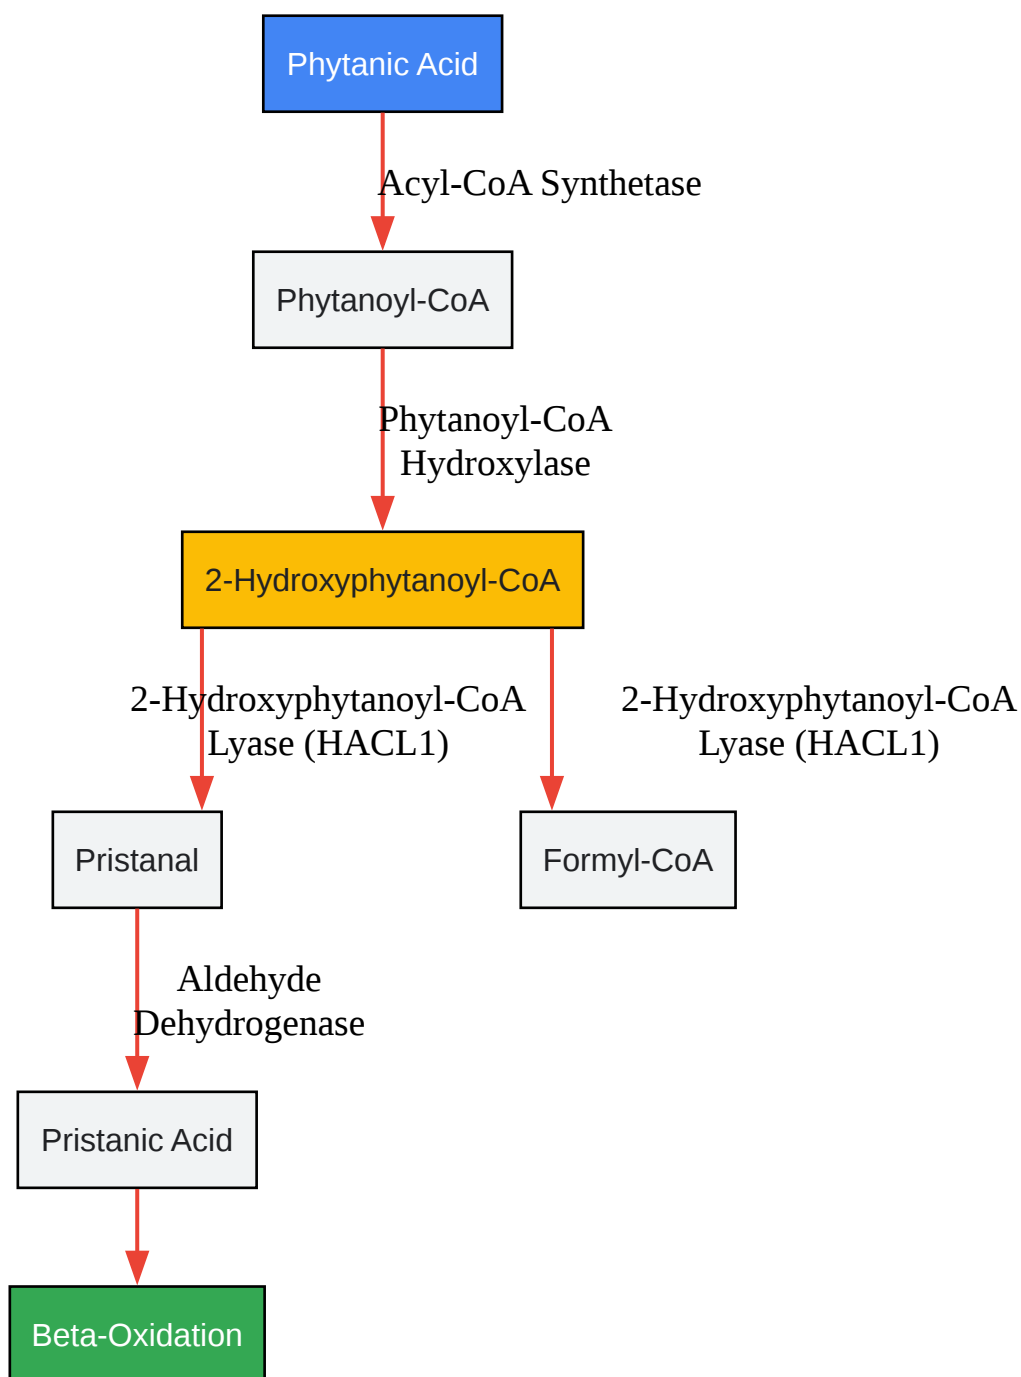 Phytanic Acid
Acyl-CoA Synthetase
Phytanoyl-CoA
Phytanoyl-CoA
Hydroxylase
2-Hydroxyphytanoyl-CoA
2-Hydroxyphytanoyl-CoA
Lyase (HACL1)
2-Hydroxyphytanoyl-CoA
Lyase (HACL1)
Pristanal
Formyl-CoA
Aldehyde
Dehydrogenase
Pristanic Acid
Beta-Oxidation